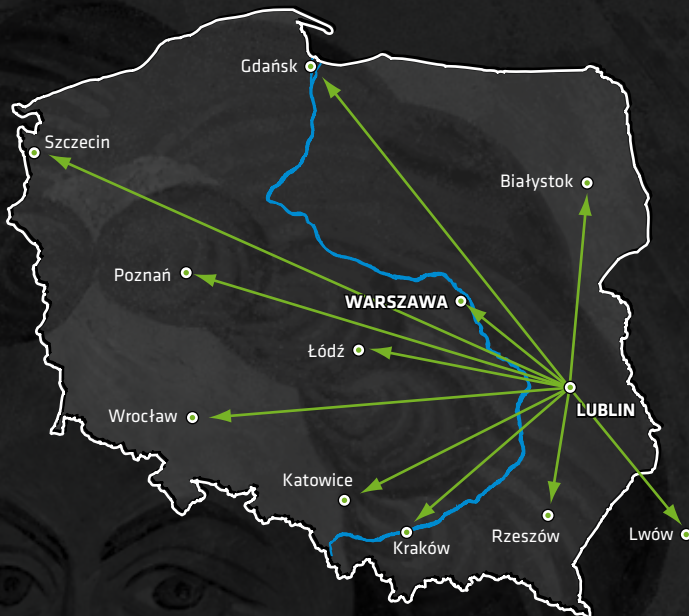 Gdańsk
Szczecin
Białystok
Poznań
WARSZAWA
Łódź
LUBLIN
Wrocław
Katowice
Rzeszów
Lwów
Kraków